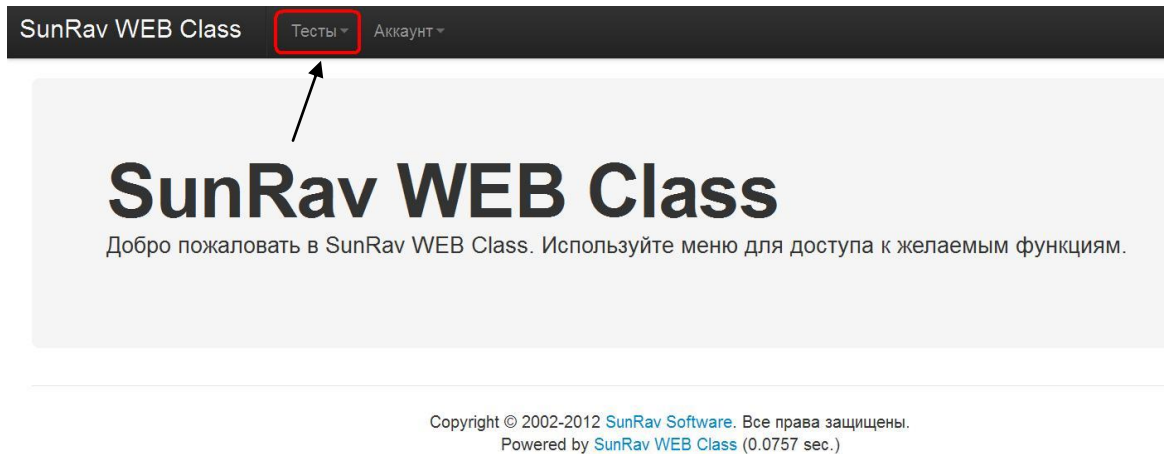 SunRav WEB Class Тесты Аккаунт
SunRav WEB Class
Добро пожаловать в SunRav WEB Class. Используйте меню для доступа к желаемым функциям.
Copyright © 2002-2012 SunRav Software. Все права защищены.
Powered by SunRav WEB Class (0.0757 sec.)